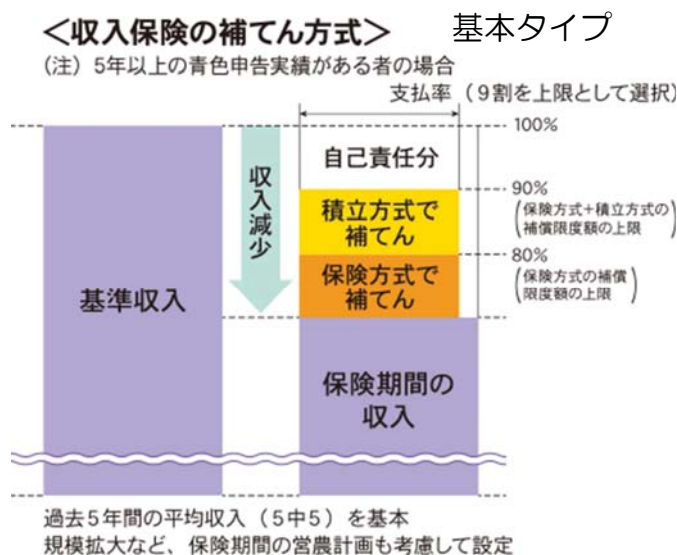 ＜収入保険の補てん方式＞ 基本タイプ
(注) 5年以上の青色申告実績がある者の場合
支払率（9割を上限として選択）
100%
自己責任分
収入減少
90%
積立方式で
補てん
(保険方式+積立方式の
補償限度額の上限)
80%
保険方式で
補てん
(保険方式の補償
限度額の上限)
基準収入
保険期間の
収入
過去5年間の平均収入（5中5）を基本
規模拡大など、保険期間の営農計画も考慮して設定